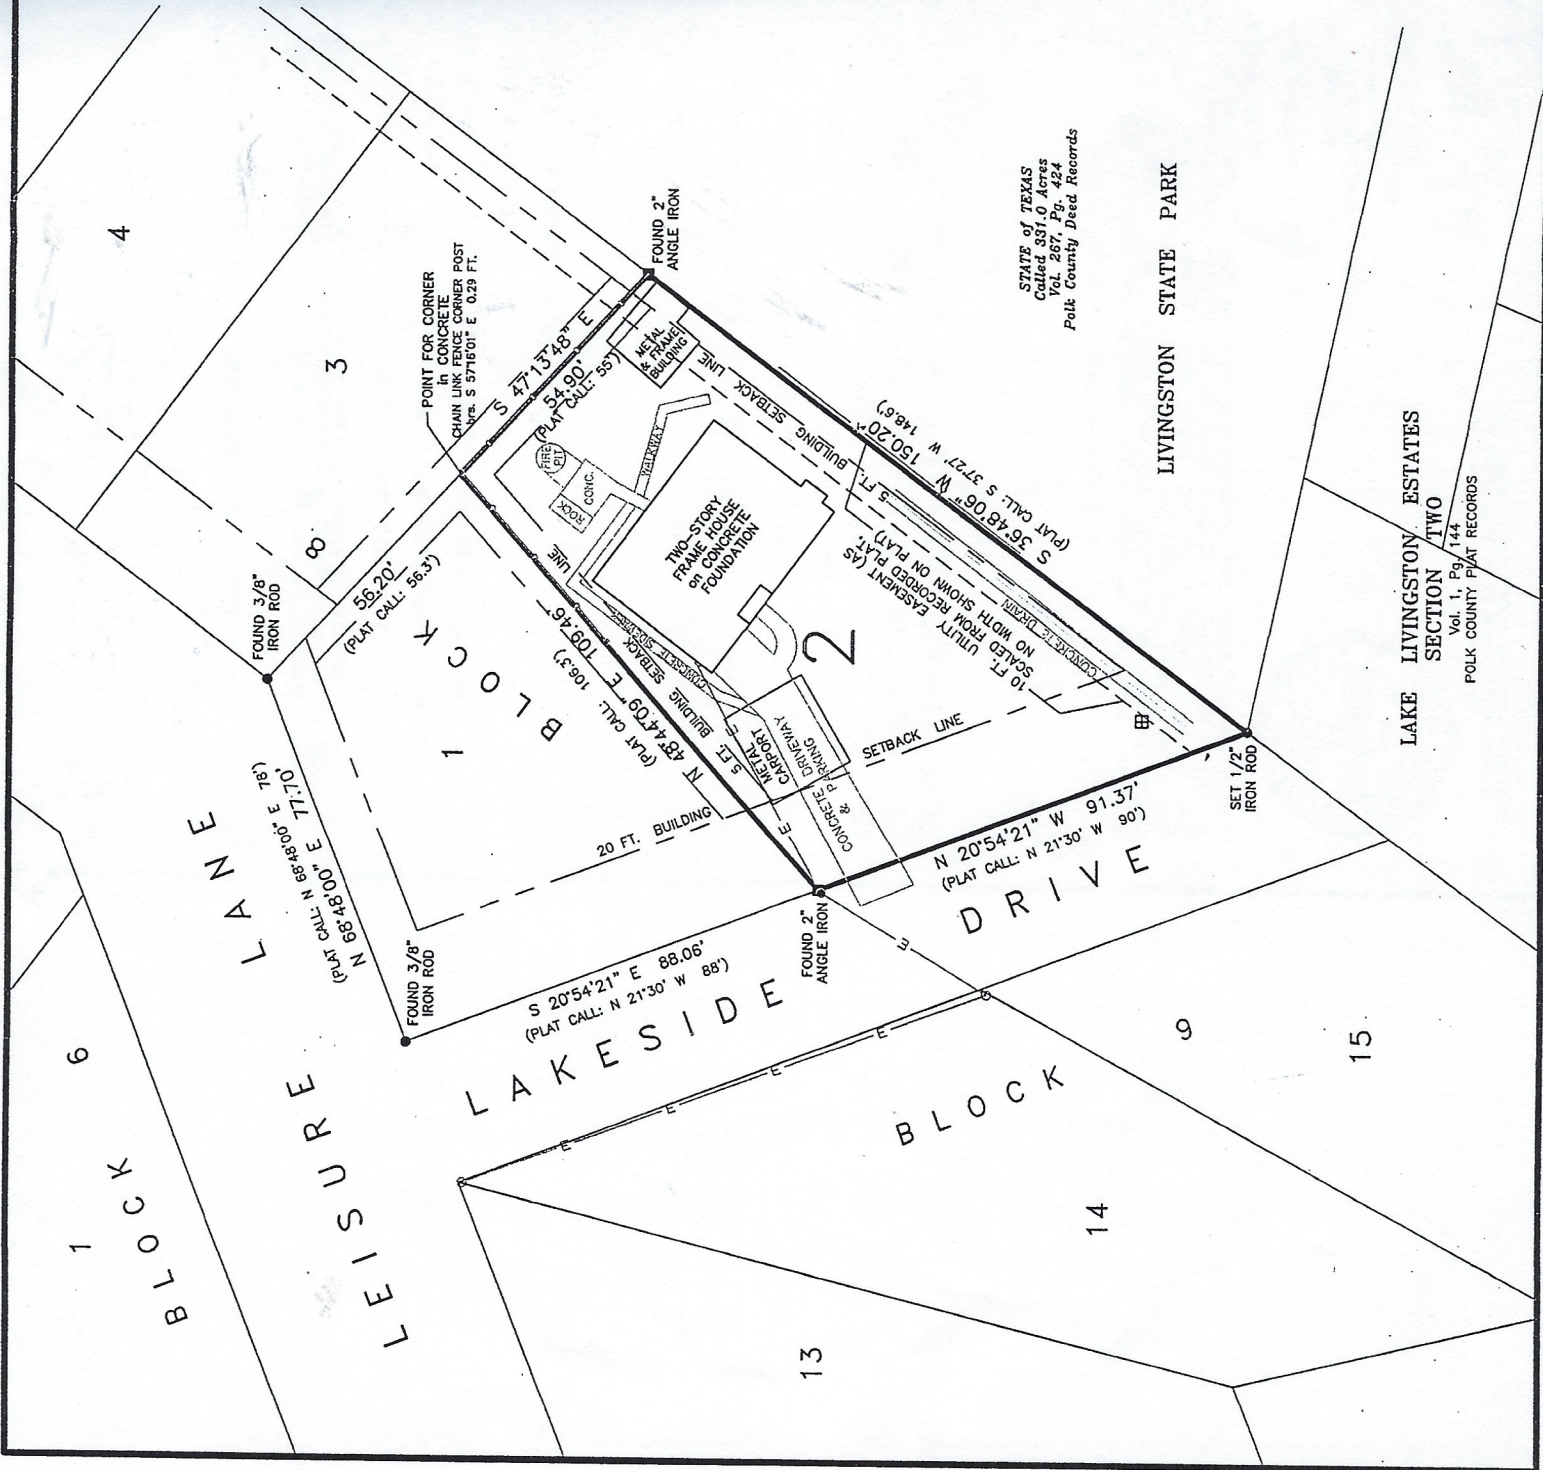 4
3
8
BLOCK
1
2
POINT FOR CORNER
in CONCRETE
CHAIN LINK FENCE CORNER POST
brs. S 57°16'01" E 0.29 FT.
S 47°13'48" E
54.90'
(PLAT CALL: 55')
FOUND 2"
ANGLE IRON
METAL
& FRAME
BUILDING
FIRE
PIT
ROCK
CONC.
WALKWAY
TWO-STORY
FRAME HOUSE
on CONCRETE
FOUNDATION
FOUND 3/8"
IRON ROD
56.20'
(PLAT CALL: 56.3')
(PLAT CALL: N 68°48'00" E 78')
N 68°48'00" E 77.70'
FOUND 3/8"
IRON ROD
20 FT. BUILDING
SETBACK LINE
N 48°44'09" E 109.46'
(PLAT CALL: 106.3')
5 FT. BUILDING SETBACK LINE
CONCRETE SIDEWALK
METAL
CARPORT
CONCRETE DRIVEWAY
& PARKING
E
E
5 FT. BUILDING SETBACK LINE
S 36°48'06" W 150.20'
(PLAT CALL: S 37°27' W 148.6')
10 FT. UTILITY EASEMENT (AS
SCALED FROM RECORDED PLAT,
NO WIDTH SHOWN ON PLAT)
CONCRETE DRAIN
STATE of TEXAS
Called 331.0 Acres
Vol. 267, Pg. 424
Polk County Deed Records
LIVINGSTON STATE PARK
LAKE LIVINGSTON ESTATES
SECTION TWO
Vol. 1, Pg. 144
POLK COUNTY PLAT RECORDS
SET 1/2"
IRON ROD
N 20°54'21" W 91.37'
(PLAT CALL: N 21°30' W 90')
FOUND 2"
ANGLE IRON
S 20°54'21" E 88.06'
(PLAT CALL: N 21°30' W 88')
LAKESIDE DRIVE
LEISURE LANE
BLOCK 6
1
E
E
E
E
E
BLOCK 9
13
14
15